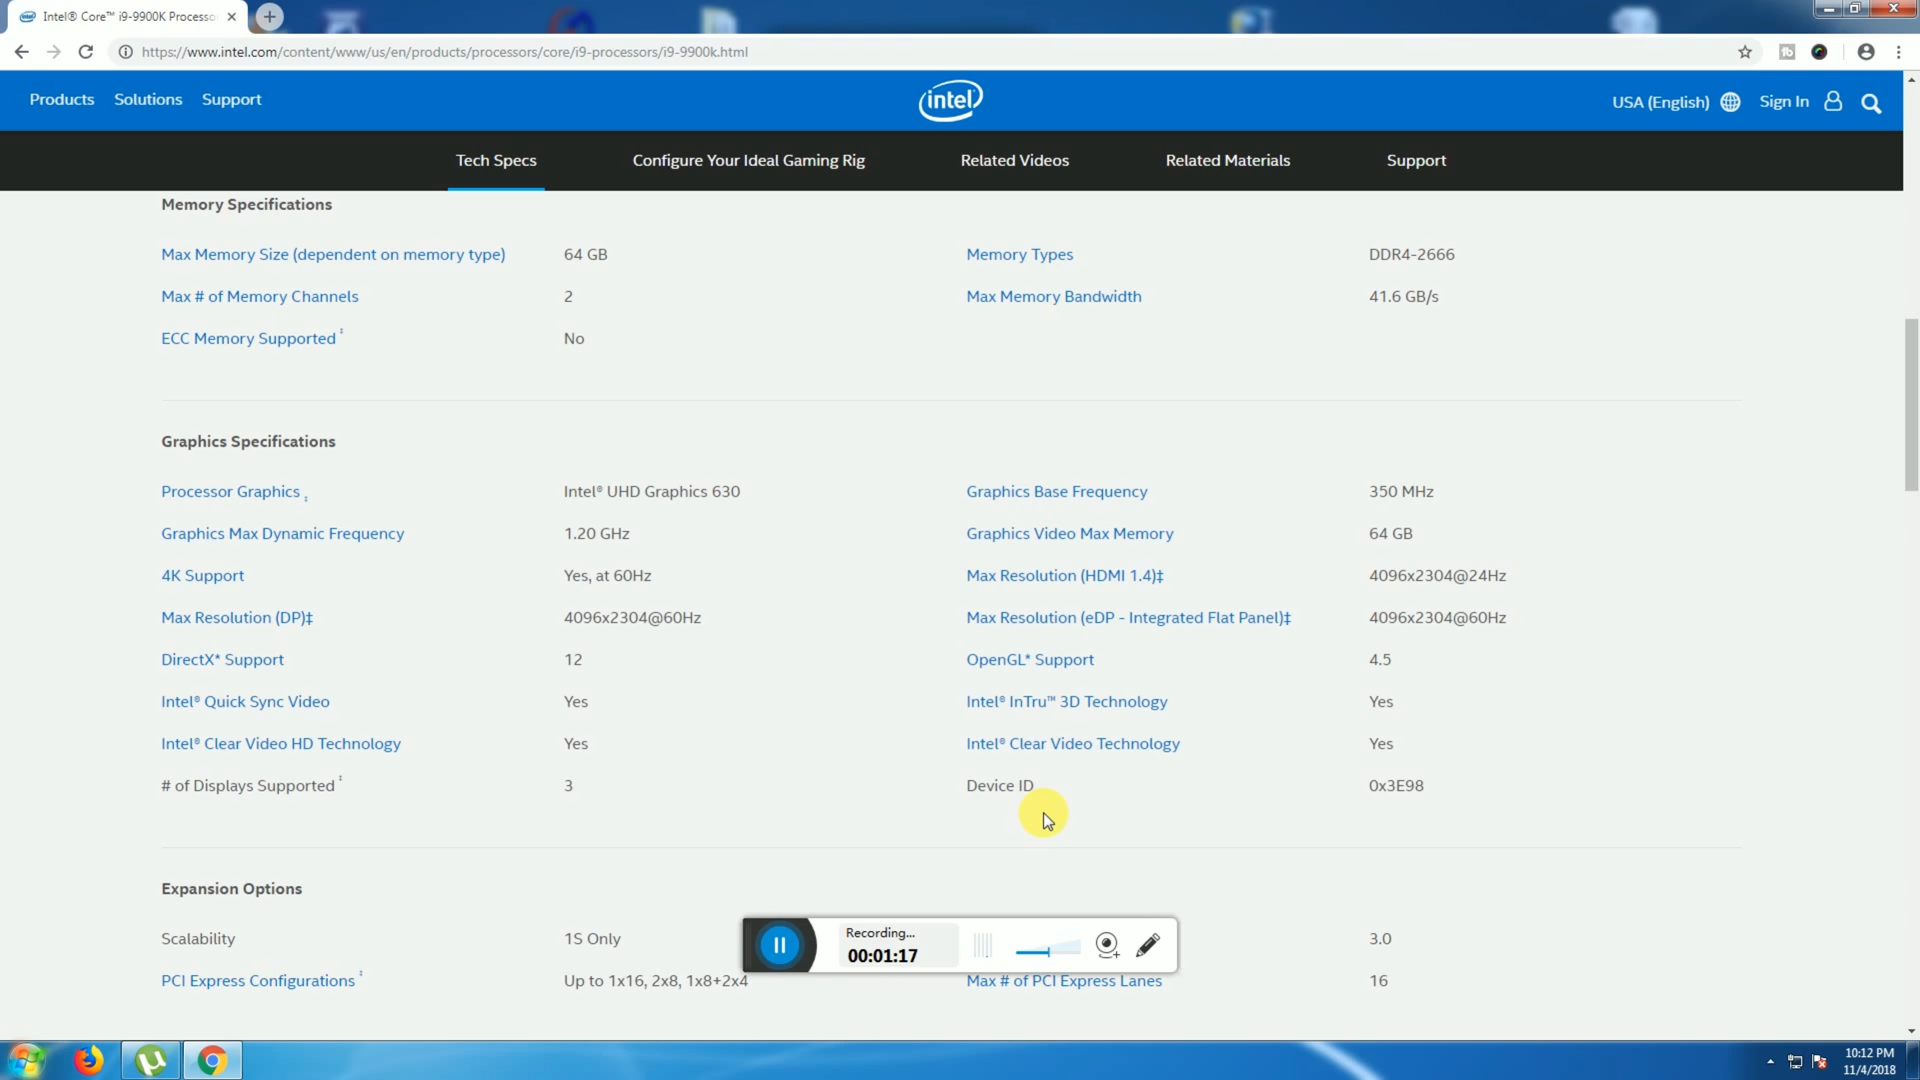 Intel® Core™ i9-9900K Processo
https://www.intel.com/content/www/us/en/products/processors/core/i9-processors/i9-9900k.html
Products Solutions Support
intel
USA (English) Sign In
Tech Specs Configure Your Ideal Gaming Rig Related Videos Related Materials Support
Memory Specifications
Max Memory Size (dependent on memory type) 64 GB Memory Types DDR4-2666
Max # of Memory Channels 2 Max Memory Bandwidth 41.6 GB/s
ECC Memory Supported ‡ No
Graphics Specifications
Processor Graphics ‡ Intel® UHD Graphics 630 Graphics Base Frequency 350 MHz
Graphics Max Dynamic Frequency 1.20 GHz Graphics Video Max Memory 64 GB
4K Support Yes, at 60Hz Max Resolution (HDMI 1.4)‡ 4096x2304@24Hz
Max Resolution (DP)‡ 4096x2304@60Hz Max Resolution (eDP - Integrated Flat Panel)‡ 4096x2304@60Hz
DirectX* Support 12 OpenGL* Support 4.5
Intel® Quick Sync Video Yes Intel® InTru™ 3D Technology Yes
Intel® Clear Video HD Technology Yes Intel® Clear Video Technology Yes
# of Displays Supported ‡ 3 Device ID 0x3E98
Expansion Options
Scalability 1S Only 3.0
Recording...
00:01:17
PCI Express Configurations ‡ Up to 1x16, 2x8, 1x8+2x4 Max # of PCI Express Lanes 16
10:12 PM
11/4/2018